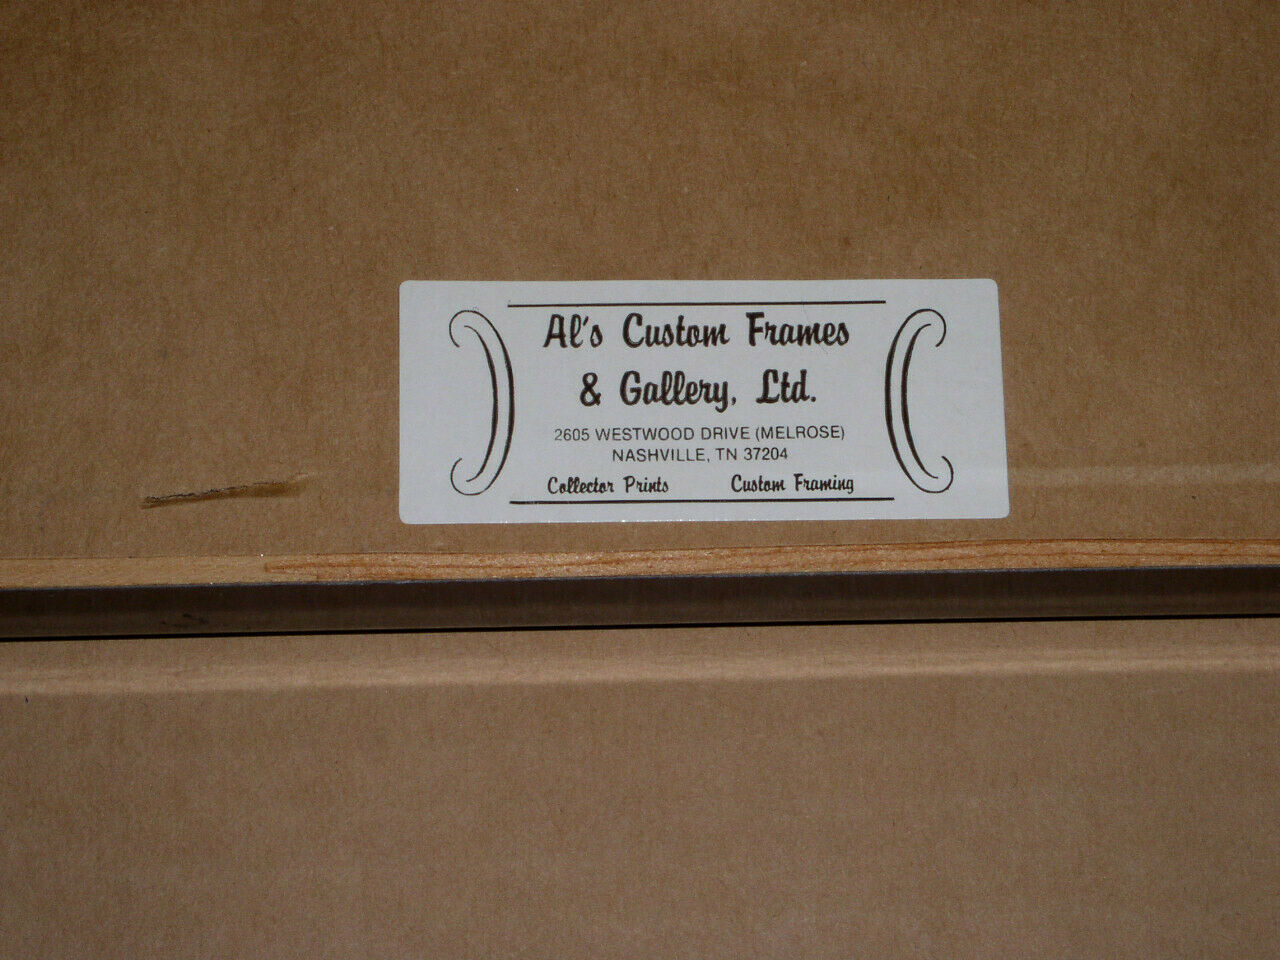 Al's Custom Frames
& Gallery, Ltd.
2605 WESTWOOD DRIVE (MELROSE)
NASHVILLE, TN 37204
Collector Prints Custom Framing